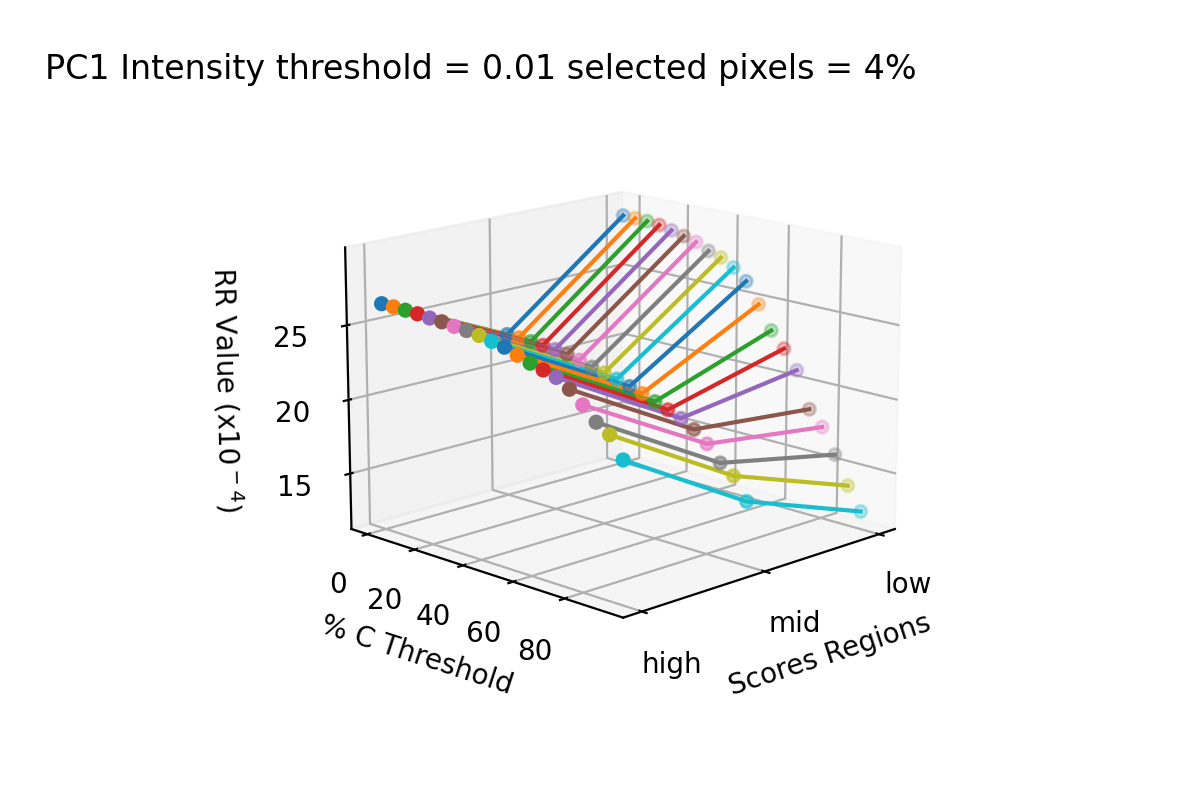 PC1 Intensity threshold = 0.01 selected pixels = 4%
RR Value (x10⁻⁴)
25
20
15
0
20
40
60
80
% C Threshold
high
mid
low
Scores Regions